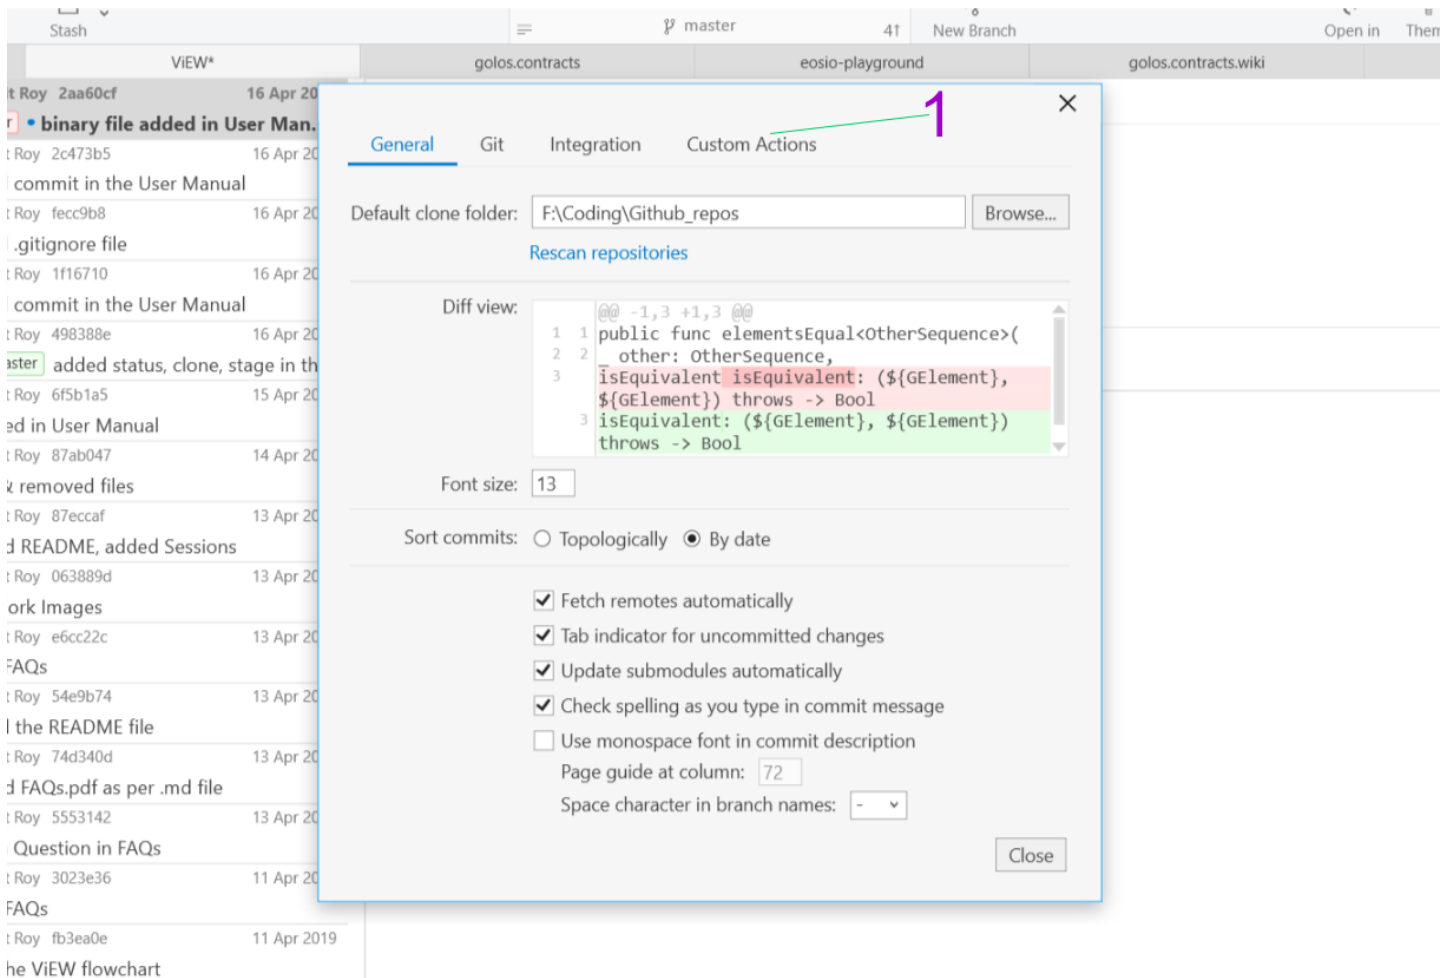 Stash
master
4↑
New Branch
Open in
ViEW*
golos.contracts
eosio-playground
golos.contracts.wiki
1
General
Git
Integration
Custom Actions
Default clone folder:
F:\Coding\Github_repos
Browse...
Rescan repositories
Diff view:
@@ -1,3 +1,3 @@
1 1 public func elementsEqual<OtherSequence>(
2 2 _ other: OtherSequence,
3 isEquivalent isEquivalent: (${GElement},
${GElement}) throws -> Bool
3 isEquivalent: (${GElement}, ${GElement})
throws -> Bool
Font size: 13
Sort commits: Topologically By date
Fetch remotes automatically
Tab indicator for uncommitted changes
Update submodules automatically
Check spelling as you type in commit message
Use monospace font in commit description
Page guide at column: 72
Space character in branch names: -
Close
Roy 2aa60cf 16 Apr 20
binary file added in User Man.
Roy 2c473b5 16 Apr 20
commit in the User Manual
Roy fecc9b8 16 Apr 20
.gitignore file
Roy 1f16710 16 Apr 20
commit in the User Manual
Roy 498388e 16 Apr 20
added status, clone, stage in th
Roy 6f5b1a5 15 Apr 20
ed in User Manual
Roy 87ab047 14 Apr 20
& removed files
Roy 87eccaf 13 Apr 20
d README, added Sessions
Roy 063889d 13 Apr 20
ork Images
Roy e6cc22c 13 Apr 20
FAQs
Roy 54e9b74 13 Apr 20
the README file
Roy 74d340d 13 Apr 20
d FAQs.pdf as per .md file
Roy 5553142 13 Apr 20
Question in FAQs
Roy 3023e36 11 Apr 20
FAQs
Roy fb3ea0e 11 Apr 2019
he ViEW flowchart